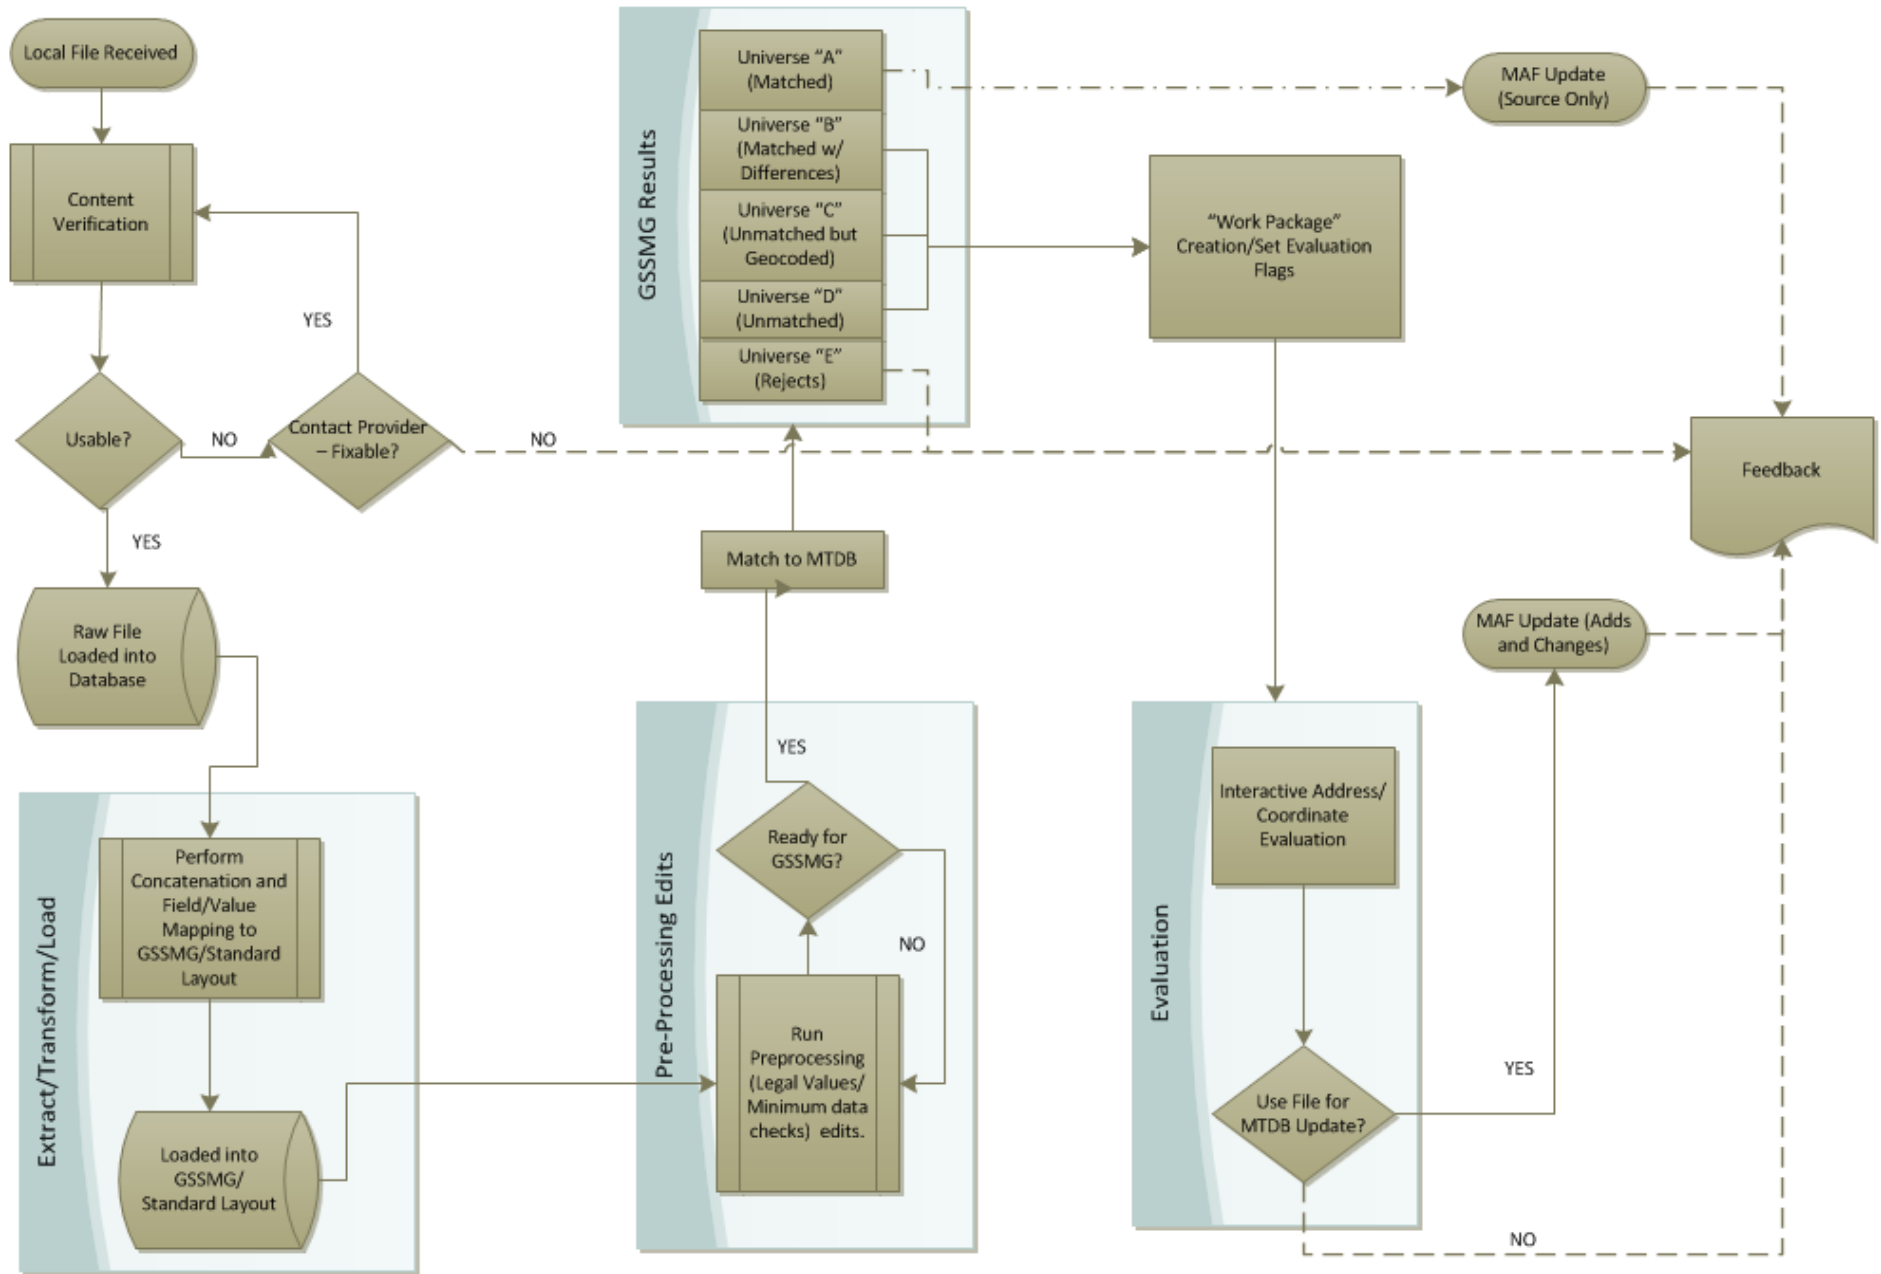 Local File Received
Content
Verification
YES
Usable?
NO
Contact Provider
– Fixable?
NO
YES
Raw File
Loaded into
Database
Extract/Transform/Load
Perform
Concatenation and
Field/Value
Mapping to
GSSMG/Standard
Layout
Loaded into
GSSMG/
Standard Layout
GSSMG Results
Universe “A”
(Matched)
Universe “B”
(Matched w/
Differences)
Universe “C”
(Unmatched but
Geocoded)
Universe “D”
(Unmatched)
Universe “E”
(Rejects)
Match to MTDB
Pre-Processing Edits
YES
Ready for
GSSMG?
NO
Run
Preprocessing
(Legal Values/
Minimum data
checks) edits.
“Work Package”
Creation/Set Evaluation
Flags
MAF Update
(Source Only)
Feedback
MAF Update (Adds
and Changes)
Evaluation
Interactive Address/
Coordinate
Evaluation
YES
Use File for
MTDB Update?
NO